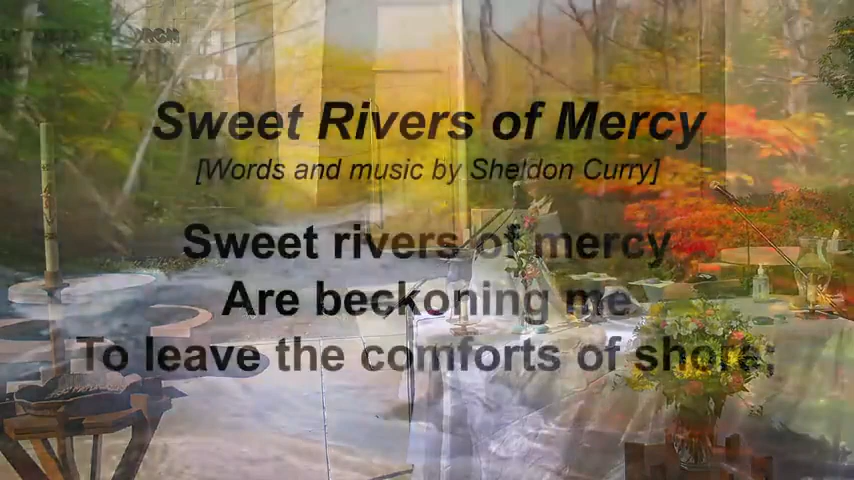 Sweet Rivers of Mercy
[Words and music by Sheldon Curry]
Sweet rivers of mercy
Are beckoning me
To leave the comforts of shore;